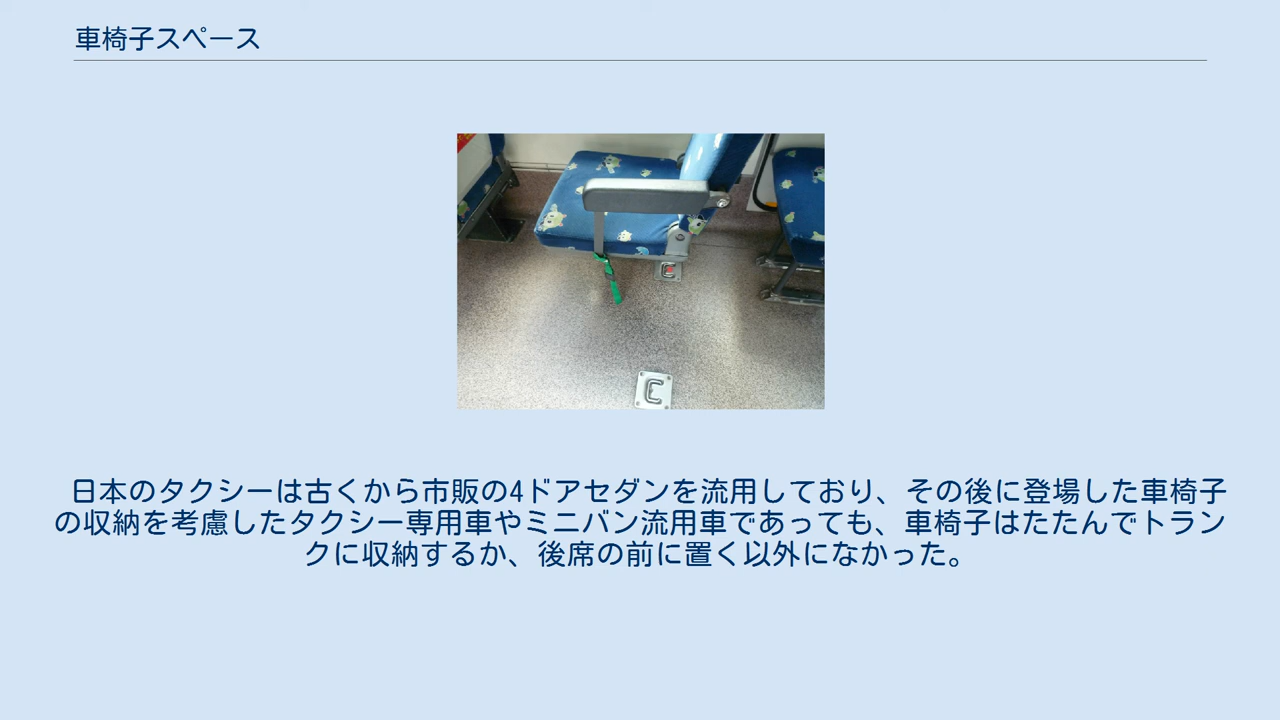 車椅子スペース
日本のタクシーは古くから市販の4ドアセダンを流用しており、その後に登場した車椅子
の収納を考慮したタクシー専用車やミニバン流用車であっても、車椅子はたたんでトラン
クに収納するか、後席の前に置く以外になかった。